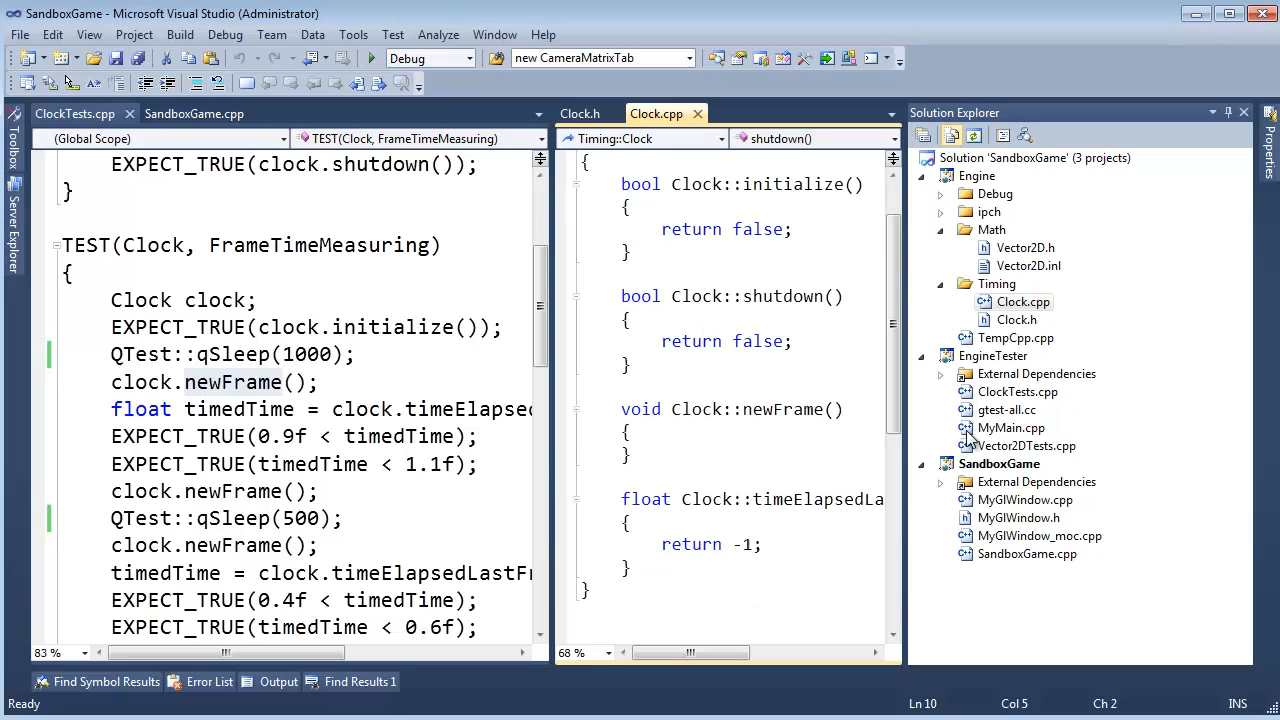 SandboxGame - Microsoft Visual Studio (Administrator)
File Edit View Project Build Debug Team Data Tools Test Analyze Window Help
Debug new CameraMatrixTab
ClockTests.cpp SandboxGame.cpp
(Global Scope) TEST(Clock, FrameTimeMeasuring)
EXPECT_TRUE(clock.shutdown());
}
TEST(Clock, FrameTimeMeasuring)
{
Clock clock;
EXPECT_TRUE(clock.initialize());
QTest::qSleep(1000);
clock.newFrame();
float timedTime = clock.timeElapsed
EXPECT_TRUE(0.9f < timedTime);
EXPECT_TRUE(timedTime < 1.1f);
clock.newFrame();
QTest::qSleep(500);
clock.newFrame();
timedTime = clock.timeElapsedLastFr
EXPECT_TRUE(0.4f < timedTime);
EXPECT_TRUE(timedTime < 0.6f);
83 %
Clock.h Clock.cpp
Timing::Clock shutdown()
{
bool Clock::initialize()
{
return false;
}
bool Clock::shutdown()
{
return false;
}
void Clock::newFrame()
{
}
float Clock::timeElapsedLa
{
return -1;
}
}
68 %
Solution Explorer
Solution 'SandboxGame' (3 projects)
Engine
Debug
ipch
Math
Vector2D.h
Vector2D.inl
Timing
Clock.cpp
Clock.h
TempCpp.cpp
EngineTester
External Dependencies
ClockTests.cpp
gtest-all.cc
MyMain.cpp
Vector2DTests.cpp
SandboxGame
External Dependencies
MyGlWindow.cpp
MyGlWindow.h
MyGlWindow_moc.cpp
SandboxGame.cpp
Toolbox
Server Explorer
Properties
Find Symbol Results Error List Output Find Results 1
Ready Ln 10 Col 5 Ch 2 INS